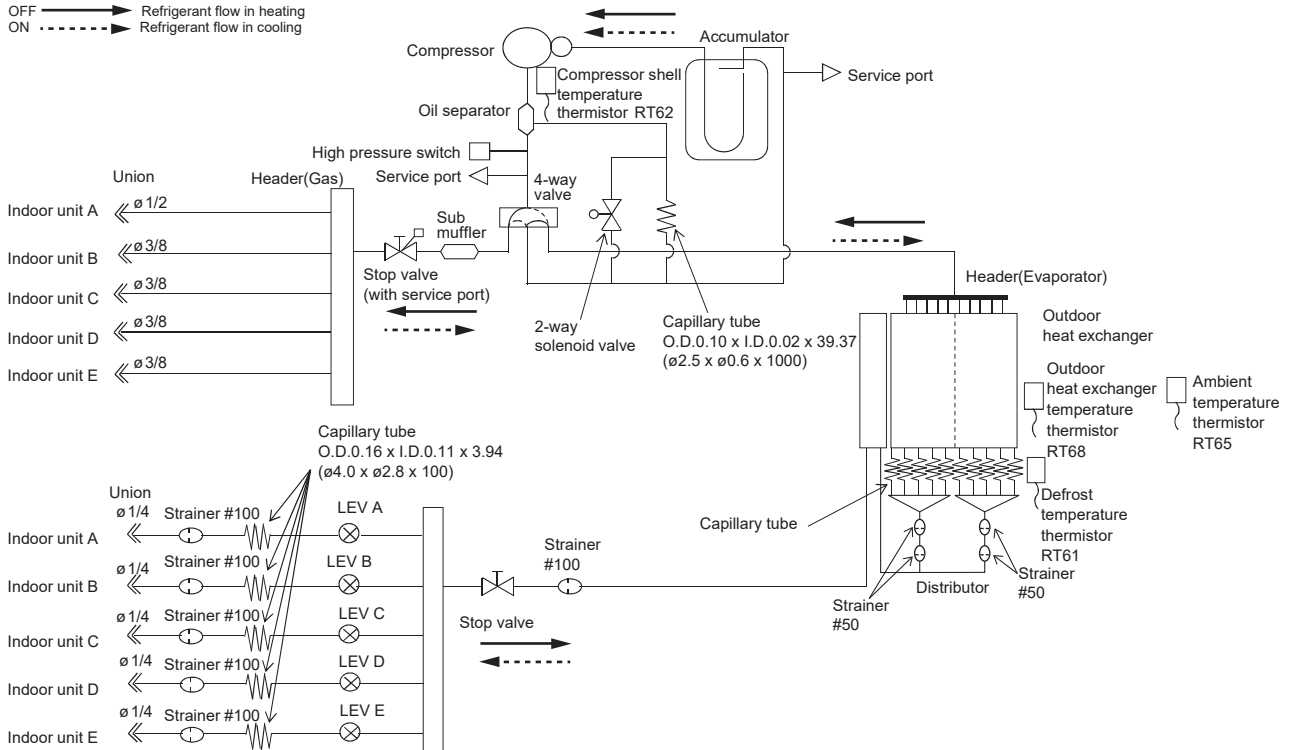 OFF Refrigerant flow in heating
ON Refrigerant flow in cooling
Compressor
Accumulator
Service port
Compressor shell
temperature
thermistor RT62
Oil separator
High pressure switch
Service port
4-way
valve
Union
Header(Gas)
Indoor unit A
ø 1/2
Indoor unit B
ø 3/8
Indoor unit C
ø 3/8
Indoor unit D
ø 3/8
Indoor unit E
ø 3/8
Sub
muffler
Stop valve
(with service port)
2-way
solenoid valve
Capillary tube
O.D.0.10 x I.D.0.02 x 39.37
(ø2.5 x ø0.6 x 1000)
Header(Evaporator)
Outdoor
heat exchanger
Outdoor
heat exchanger
temperature
thermistor
RT68
Ambient
temperature
thermistor
RT65
Defrost
temperature
thermistor
RT61
Capillary tube
Distributor
Strainer
#50
Strainer
#50
Capillary tube
O.D.0.16 x I.D.0.11 x 3.94
(ø4.0 x ø2.8 x 100)
Union
ø 1/4
Strainer #100
LEV A
Indoor unit A
ø 1/4
Strainer #100
LEV B
Indoor unit B
ø 1/4
Strainer #100
LEV C
Indoor unit C
ø 1/4
Strainer #100
LEV D
Indoor unit D
ø 1/4
Strainer #100
LEV E
Indoor unit E
Strainer
#100
Stop valve